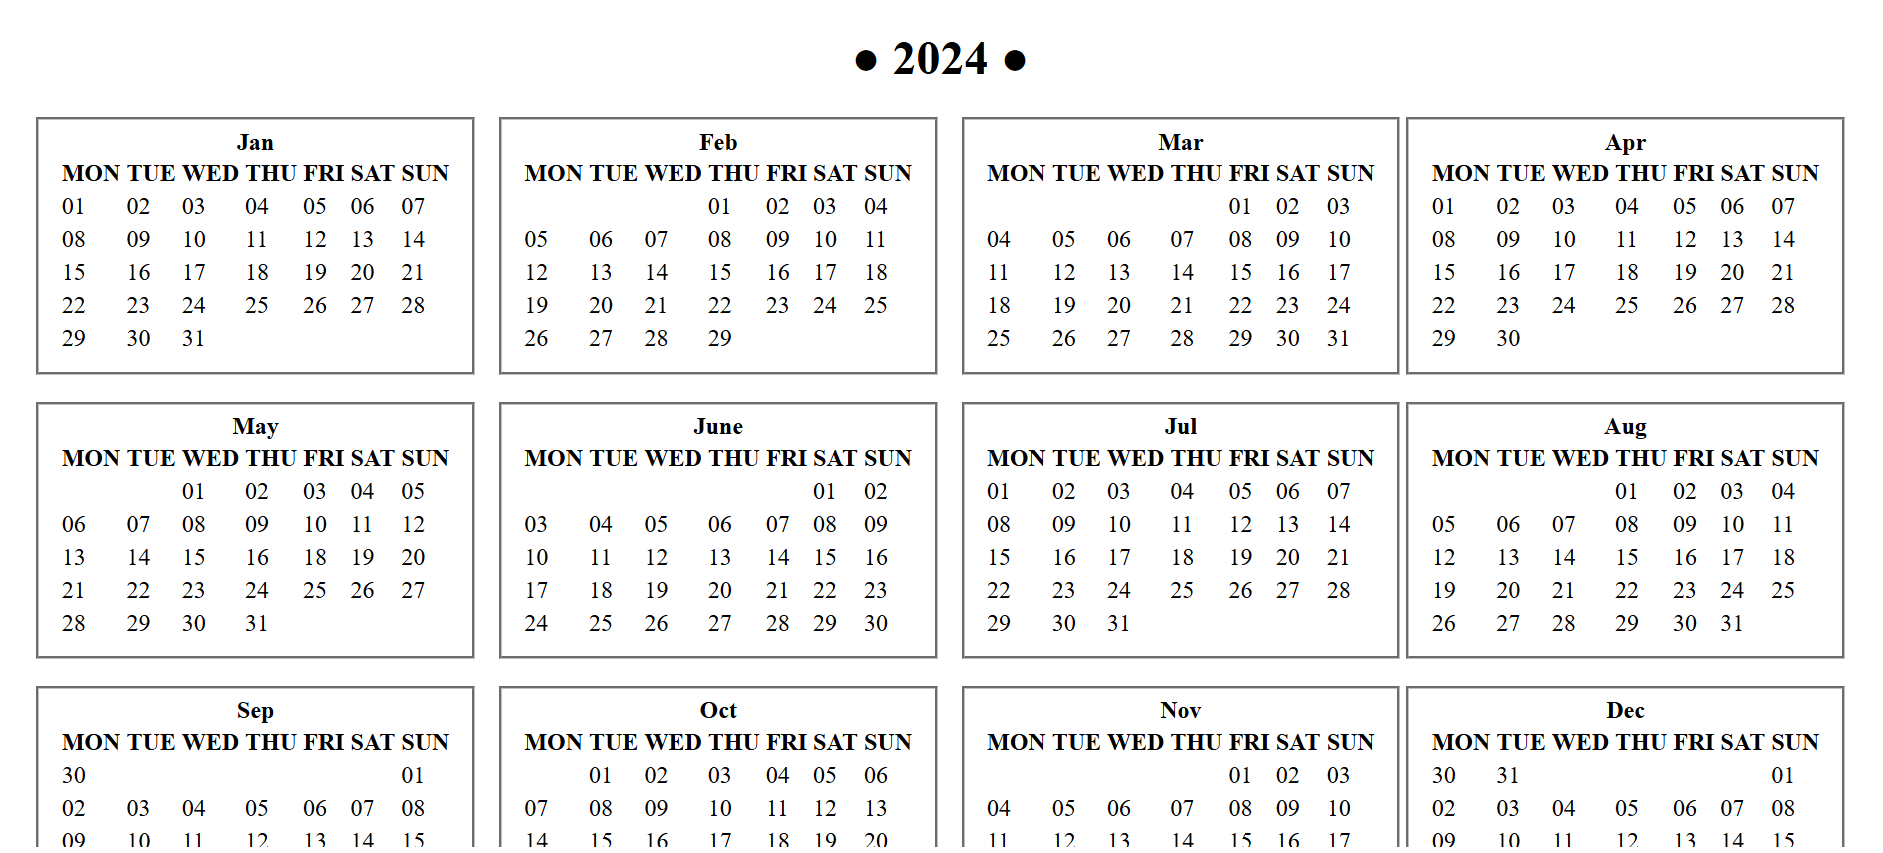 ● 2024 ●
Jan
MON TUE WED THU FRI SAT SUN
01 02 03 04 05 06 07
08 09 10 11 12 13 14
15 16 17 18 19 20 21
22 23 24 25 26 27 28
29 30 31
Feb
MON TUE WED THU FRI SAT SUN
01 02 03 04
05 06 07 08 09 10 11
12 13 14 15 16 17 18
19 20 21 22 23 24 25
26 27 28 29
Mar
MON TUE WED THU FRI SAT SUN
01 02 03
04 05 06 07 08 09 10
11 12 13 14 15 16 17
18 19 20 21 22 23 24
25 26 27 28 29 30 31
Apr
MON TUE WED THU FRI SAT SUN
01 02 03 04 05 06 07
08 09 10 11 12 13 14
15 16 17 18 19 20 21
22 23 24 25 26 27 28
29 30
May
MON TUE WED THU FRI SAT SUN
01 02 03 04 05
06 07 08 09 10 11 12
13 14 15 16 18 19 20
21 22 23 24 25 26 27
28 29 30 31
June
MON TUE WED THU FRI SAT SUN
01 02
03 04 05 06 07 08 09
10 11 12 13 14 15 16
17 18 19 20 21 22 23
24 25 26 27 28 29 30
Jul
MON TUE WED THU FRI SAT SUN
01 02 03 04 05 06 07
08 09 10 11 12 13 14
15 16 17 18 19 20 21
22 23 24 25 26 27 28
29 30 31
Aug
MON TUE WED THU FRI SAT SUN
01 02 03 04
05 06 07 08 09 10 11
12 13 14 15 16 17 18
19 20 21 22 23 24 25
26 27 28 29 30 31
Sep
MON TUE WED THU FRI SAT SUN
30 01
02 03 04 05 06 07 08
09 10 11 12 13 14 15
Oct
MON TUE WED THU FRI SAT SUN
01 02 03 04 05 06
07 08 09 10 11 12 13
14 15 16 17 18 19 20
Nov
MON TUE WED THU FRI SAT SUN
01 02 03
04 05 06 07 08 09 10
11 12 13 14 15 16 17
Dec
MON TUE WED THU FRI SAT SUN
30 31 01
02 03 04 05 06 07 08
09 10 11 12 13 14 15